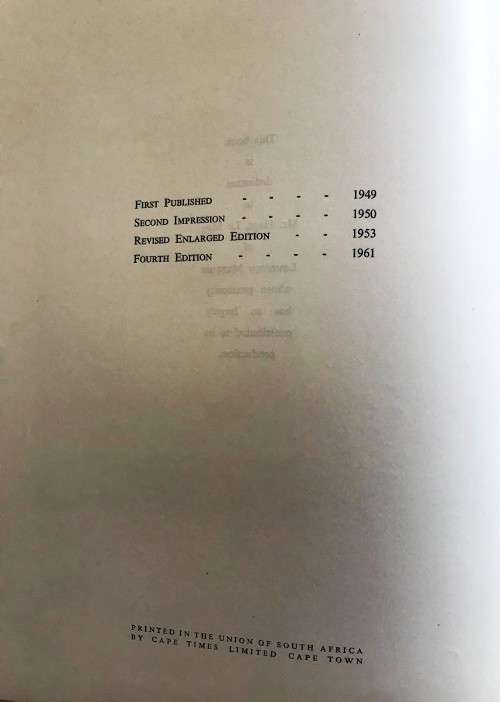 FIRST PUBLISHED - - - - 1949
SECOND IMPRESSION - - - - 1950
REVISED ENLARGED EDITION - - 1953
FOURTH EDITION - - - - 1961
PRINTED IN THE UNION OF SOUTH AFRICA
BY CAPE TIMES LIMITED CAPE TOWN